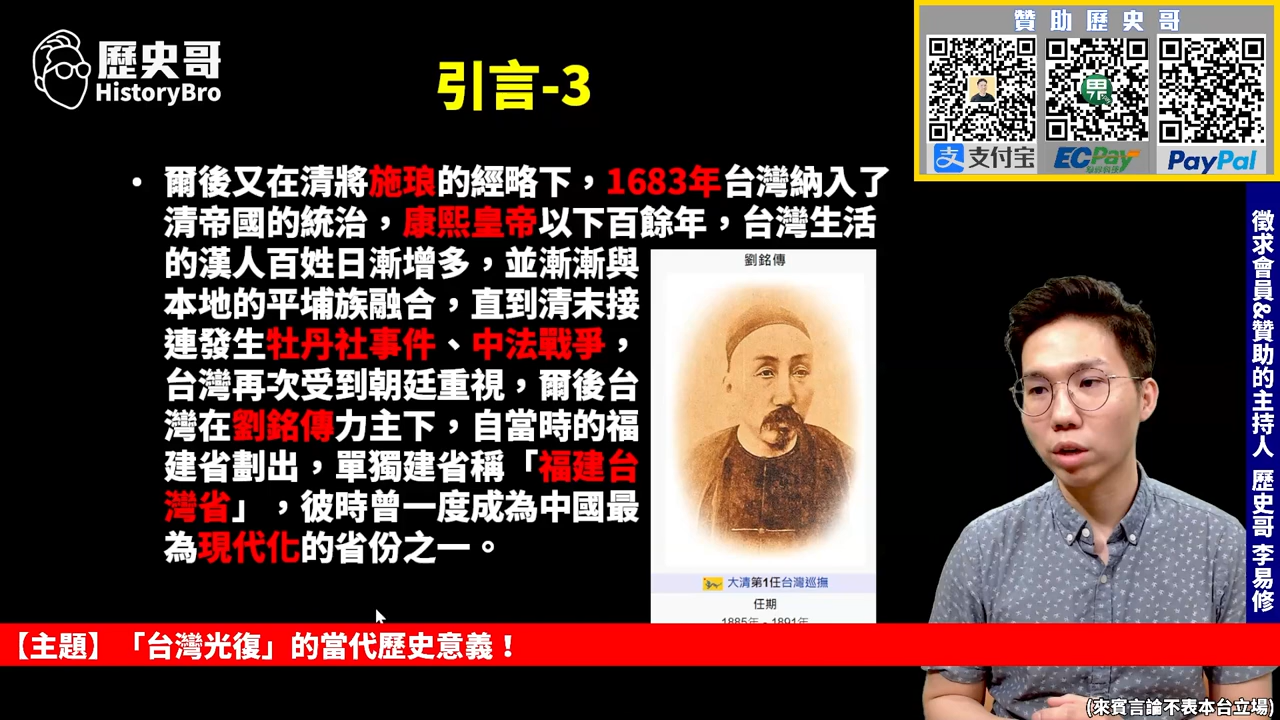 歷史哥
HistoryBro
引言-3
贊助歷史哥
支付宝
ECPay
PayPal
• 爾後又在清將施琅的經略下，1683年台灣納入了
清帝國的統治，康熙皇帝以下百餘年，台灣生活
的漢人百姓日漸增多，並漸漸與
本地的平埔族融合，直到清末接
連發生牡丹社事件、中法戰爭，
台灣再次受到朝廷重視，爾後台
灣在劉銘傳力主下，自當時的福
建省劃出，單獨建省稱「福建台
灣省」，彼時曾一度成為中國最
為現代化的省份之一。
劉銘傳
大清第1任台灣巡撫
任期
1885年 - 1891年
徵求會員&贊助的主持人 歷史哥 李易修
【主題】「台灣光復」的當代歷史意義！
(來賓言論不表本台立場)